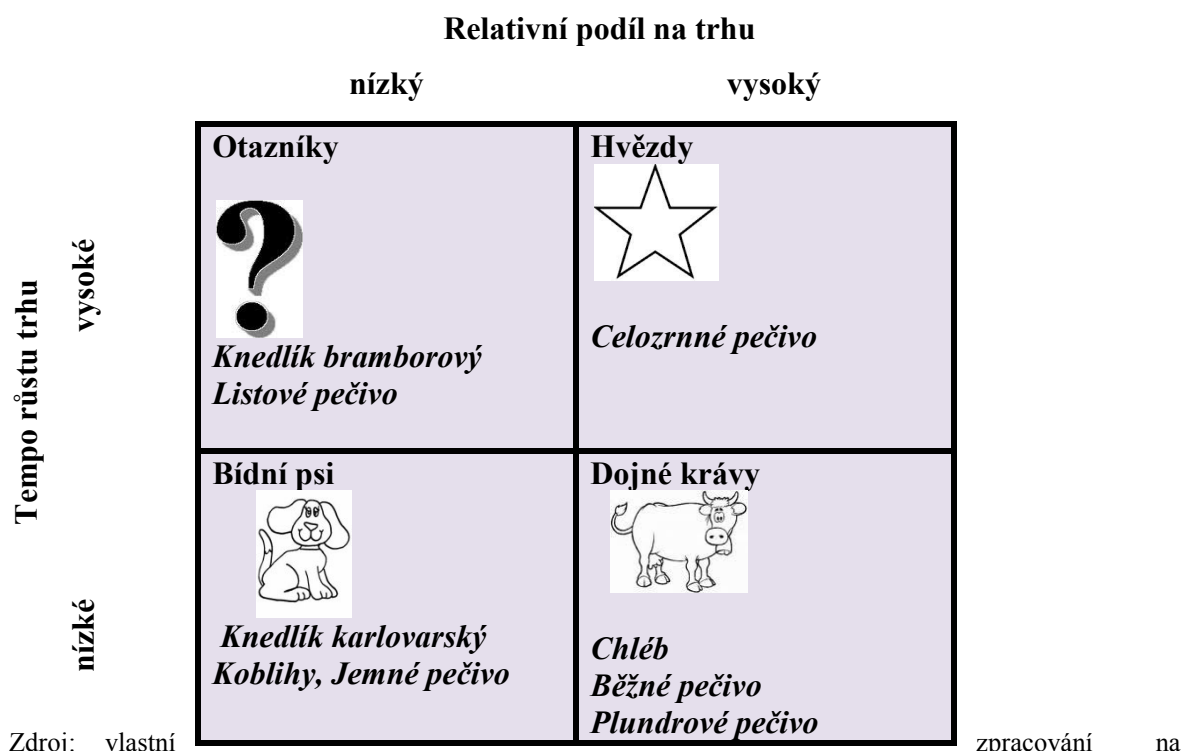 Relativní podíl na trhu
nízký vysoký
Tempo růstu trhu
vysoké
nízké
Otazníky
Knedlík bramborový
Listové pečivo
Hvězdy
Celozrnné pečivo
Bídní psi
Knedlík karlovarský
Koblihy, Jemné pečivo
Dojné krávy
Chléb
Běžné pečivo
Plundrové pečivo
Zdroj: vlastní zpracování na